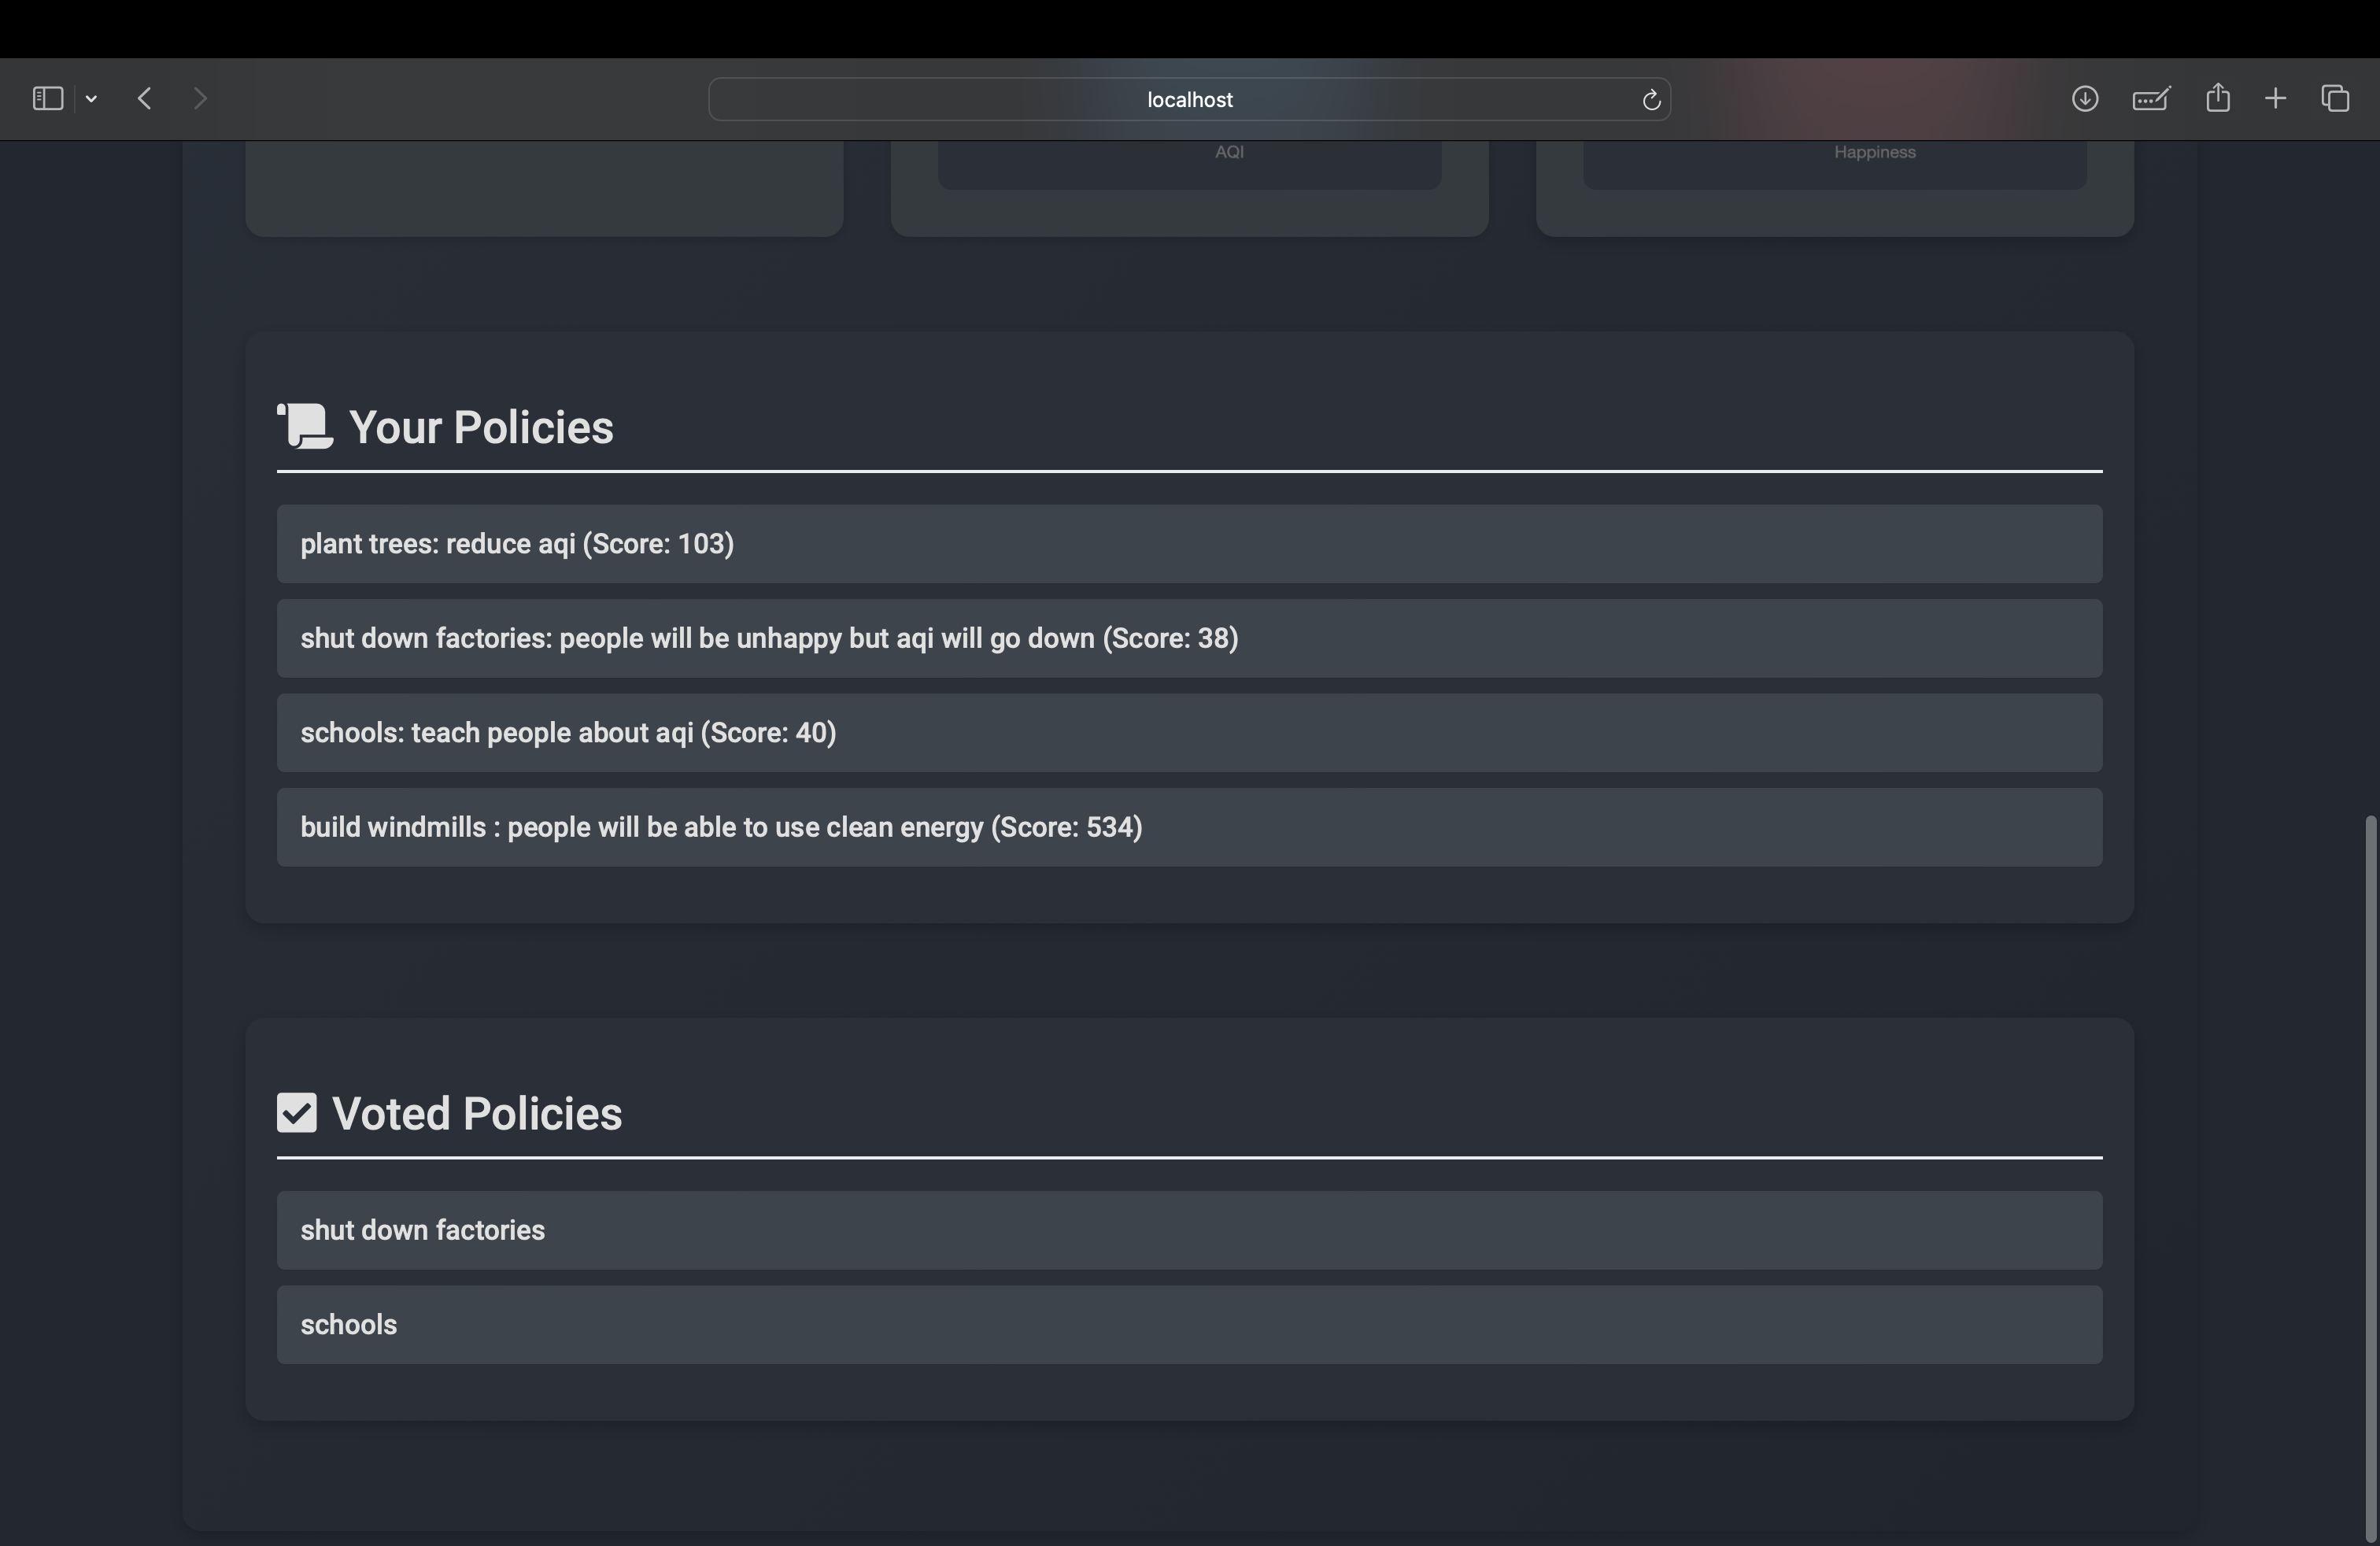 localhost
AQI
Happiness
Your Policies
plant trees: reduce aqi (Score: 103)
shut down factories: people will be unhappy but aqi will go down (Score: 38)
schools: teach people about aqi (Score: 40)
build windmills : people will be able to use clean energy (Score: 534)
Voted Policies
shut down factories
schools